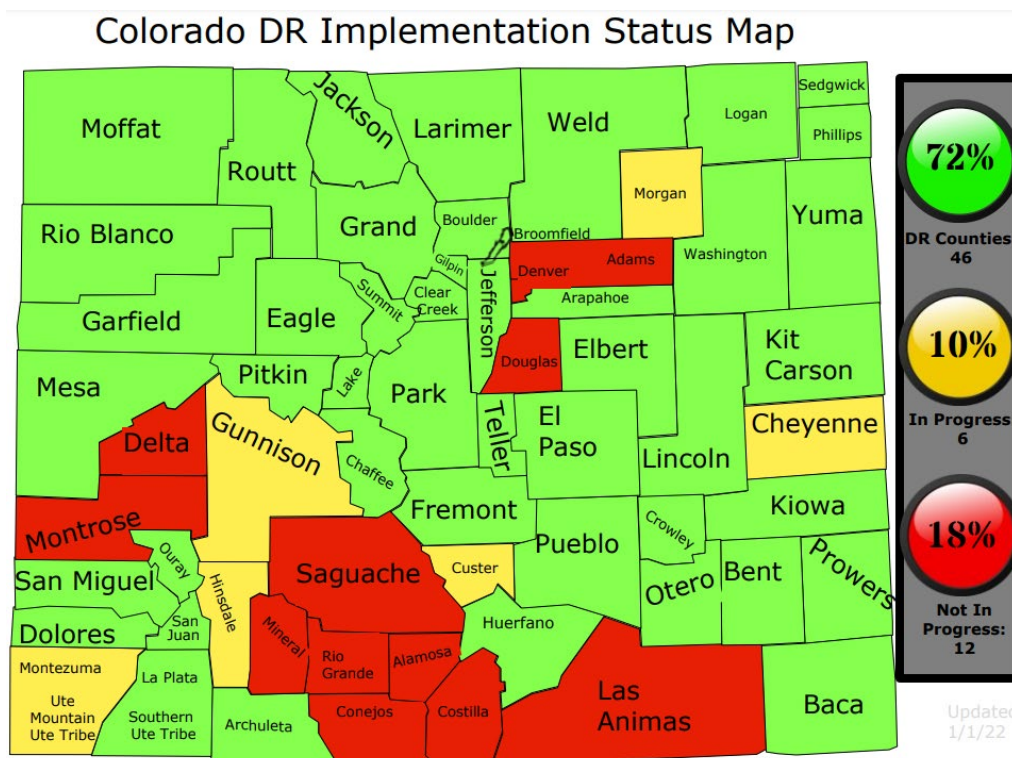 Colorado DR Implementation Status Map
Moffat
Routt
Jackson
Larimer
Weld
Logan
Sedgwick
Phillips
Morgan
Rio Blanco
Grand
Boulder
Broomfield
Washington
Yuma
Gilpin
Denver
Adams
Garfield
Eagle
Summit
Clear
Creek
Jefferson
Arapahoe
Mesa
Pitkin
Lake
Park
Douglas
Elbert
Kit
Carson
Delta
Gunnison
Chaffee
Teller
El
Paso
Lincoln
Cheyenne
Montrose
Fremont
Kiowa
Ouray
Saguache
Custer
Pueblo
Crowley
Otero
Bent
Prowers
San Miguel
Hinsdale
Dolores
San
Juan
Mineral
Rio
Grande
Alamosa
Huerfano
Montezuma
Ute
Mountain
Ute Tribe
La Plata
Southern
Ute Tribe
Archuleta
Conejos
Costilla
Las
Animas
Baca
72%
DR Counties
46
10%
In Progress
6
18%
Not In
Progress:
12
Updated
1/1/22